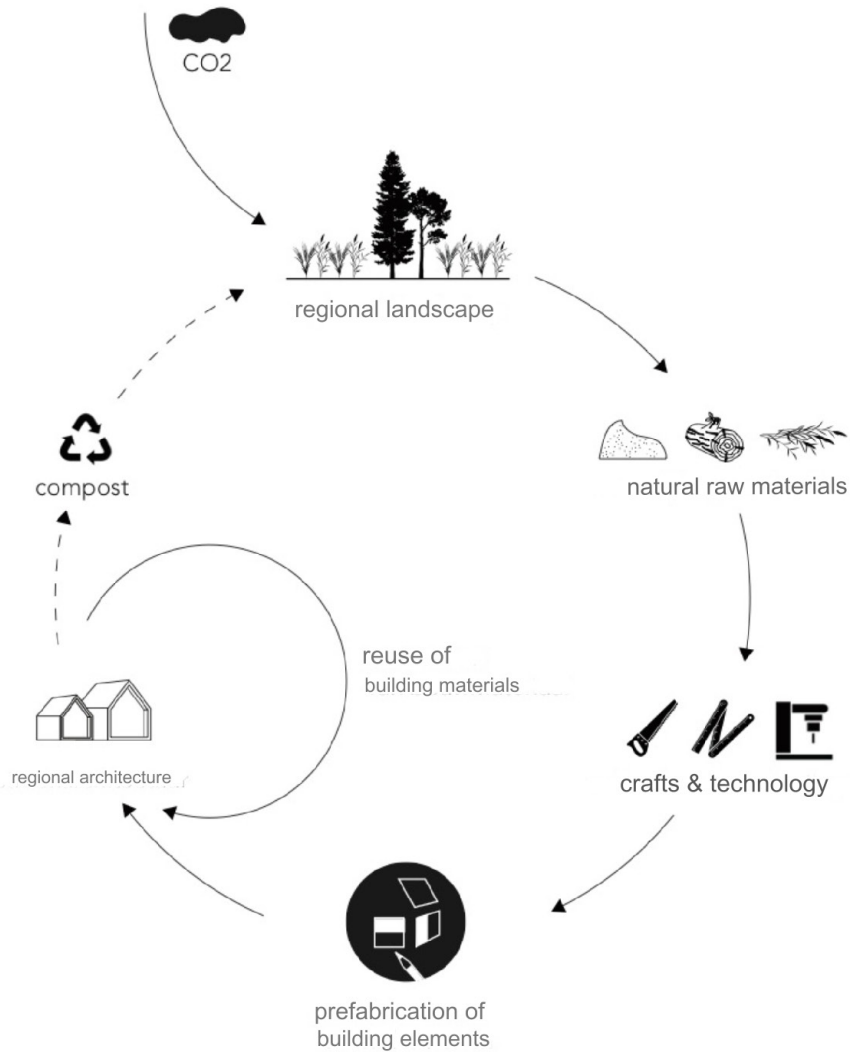 CO2
regional landscape
natural raw materials
compost
reuse of
building materials
regional architecture
crafts & technology
prefabrication of
building elements